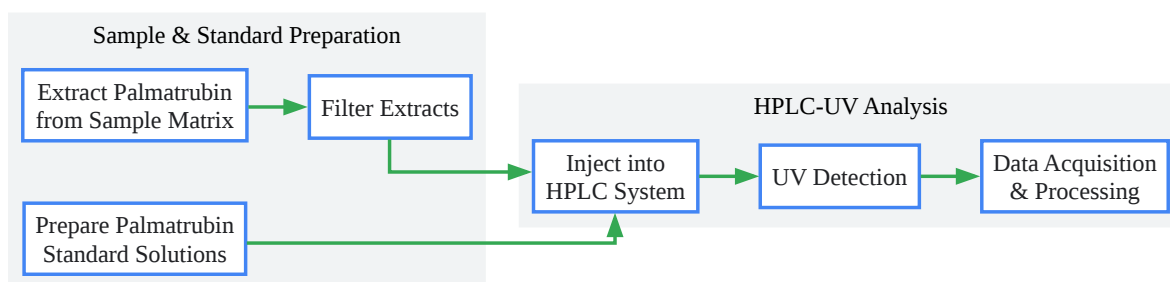 Sample & Standard Preparation
Extract Palmatrubin
from Sample Matrix
Filter Extracts
Prepare Palmatrubin
Standard Solutions
HPLC-UV Analysis
Inject into
HPLC System
UV Detection
Data Acquisition
& Processing